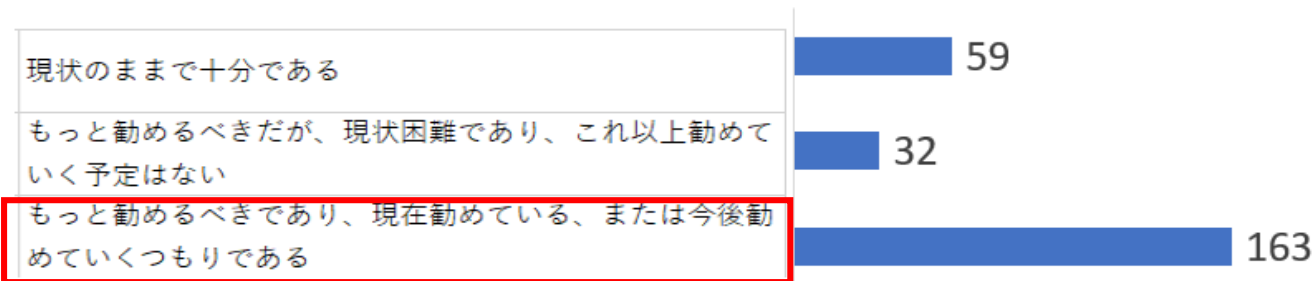 現状のままで十分である
59
もっと勧めるべきだが、現状困難であり、これ以上勧めて
いく予定はない
32
もっと勧めるべきであり、現在勧めている、または今後勧
めていくつもりである
163